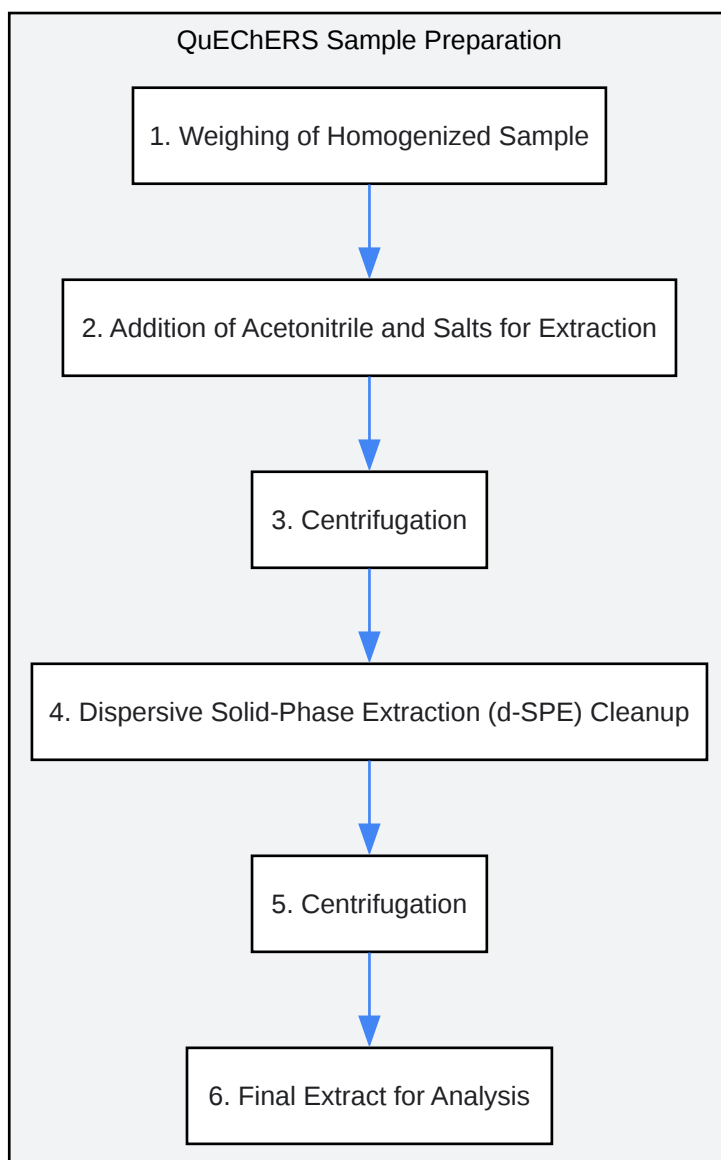 QuEChERS Sample Preparation
1. Weighing of Homogenized Sample
2. Addition of Acetonitrile and Salts for Extraction
3. Centrifugation
4. Dispersive Solid-Phase Extraction (d-SPE) Cleanup
5. Centrifugation
6. Final Extract for Analysis